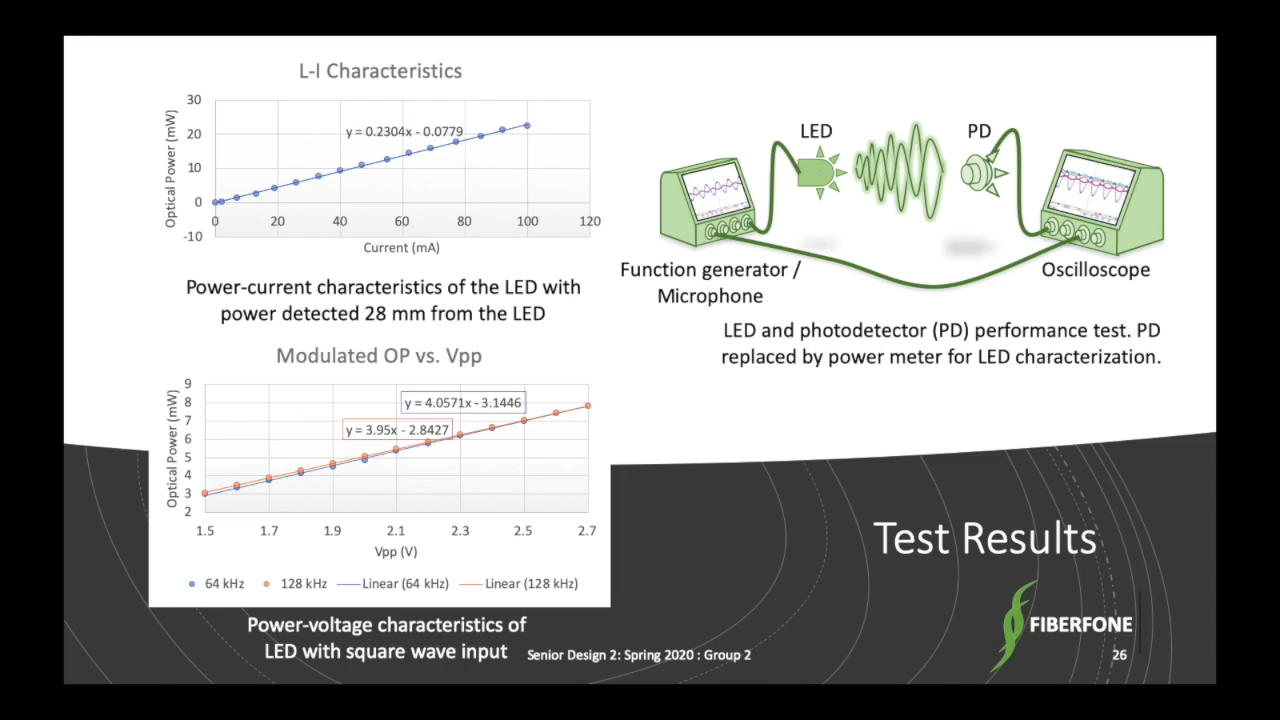 L-I Characteristics
30
20
10
0
-10
Optical Power (mW)
y = 0.2304x - 0.0779
0 20 40 60 80 100 120
Current (mA)
Power-current characteristics of the LED with
power detected 28 mm from the LED
LED
PD
Function generator /
Microphone
Oscilloscope
LED and photodetector (PD) performance test. PD
replaced by power meter for LED characterization.
Modulated OP vs. Vpp
9
8
7
6
5
4
3
2
Optical Power (mW)
y = 4.0571x - 3.1446
y = 3.95x - 2.8427
1.5 1.7 1.9 2.1 2.3 2.5 2.7
Vpp (V)
64 kHz 128 kHz Linear (64 kHz) Linear (128 kHz)
Power-voltage characteristics of
LED with square wave input
Test Results
FIBERFONE
Senior Design 2: Spring 2020 : Group 2
26